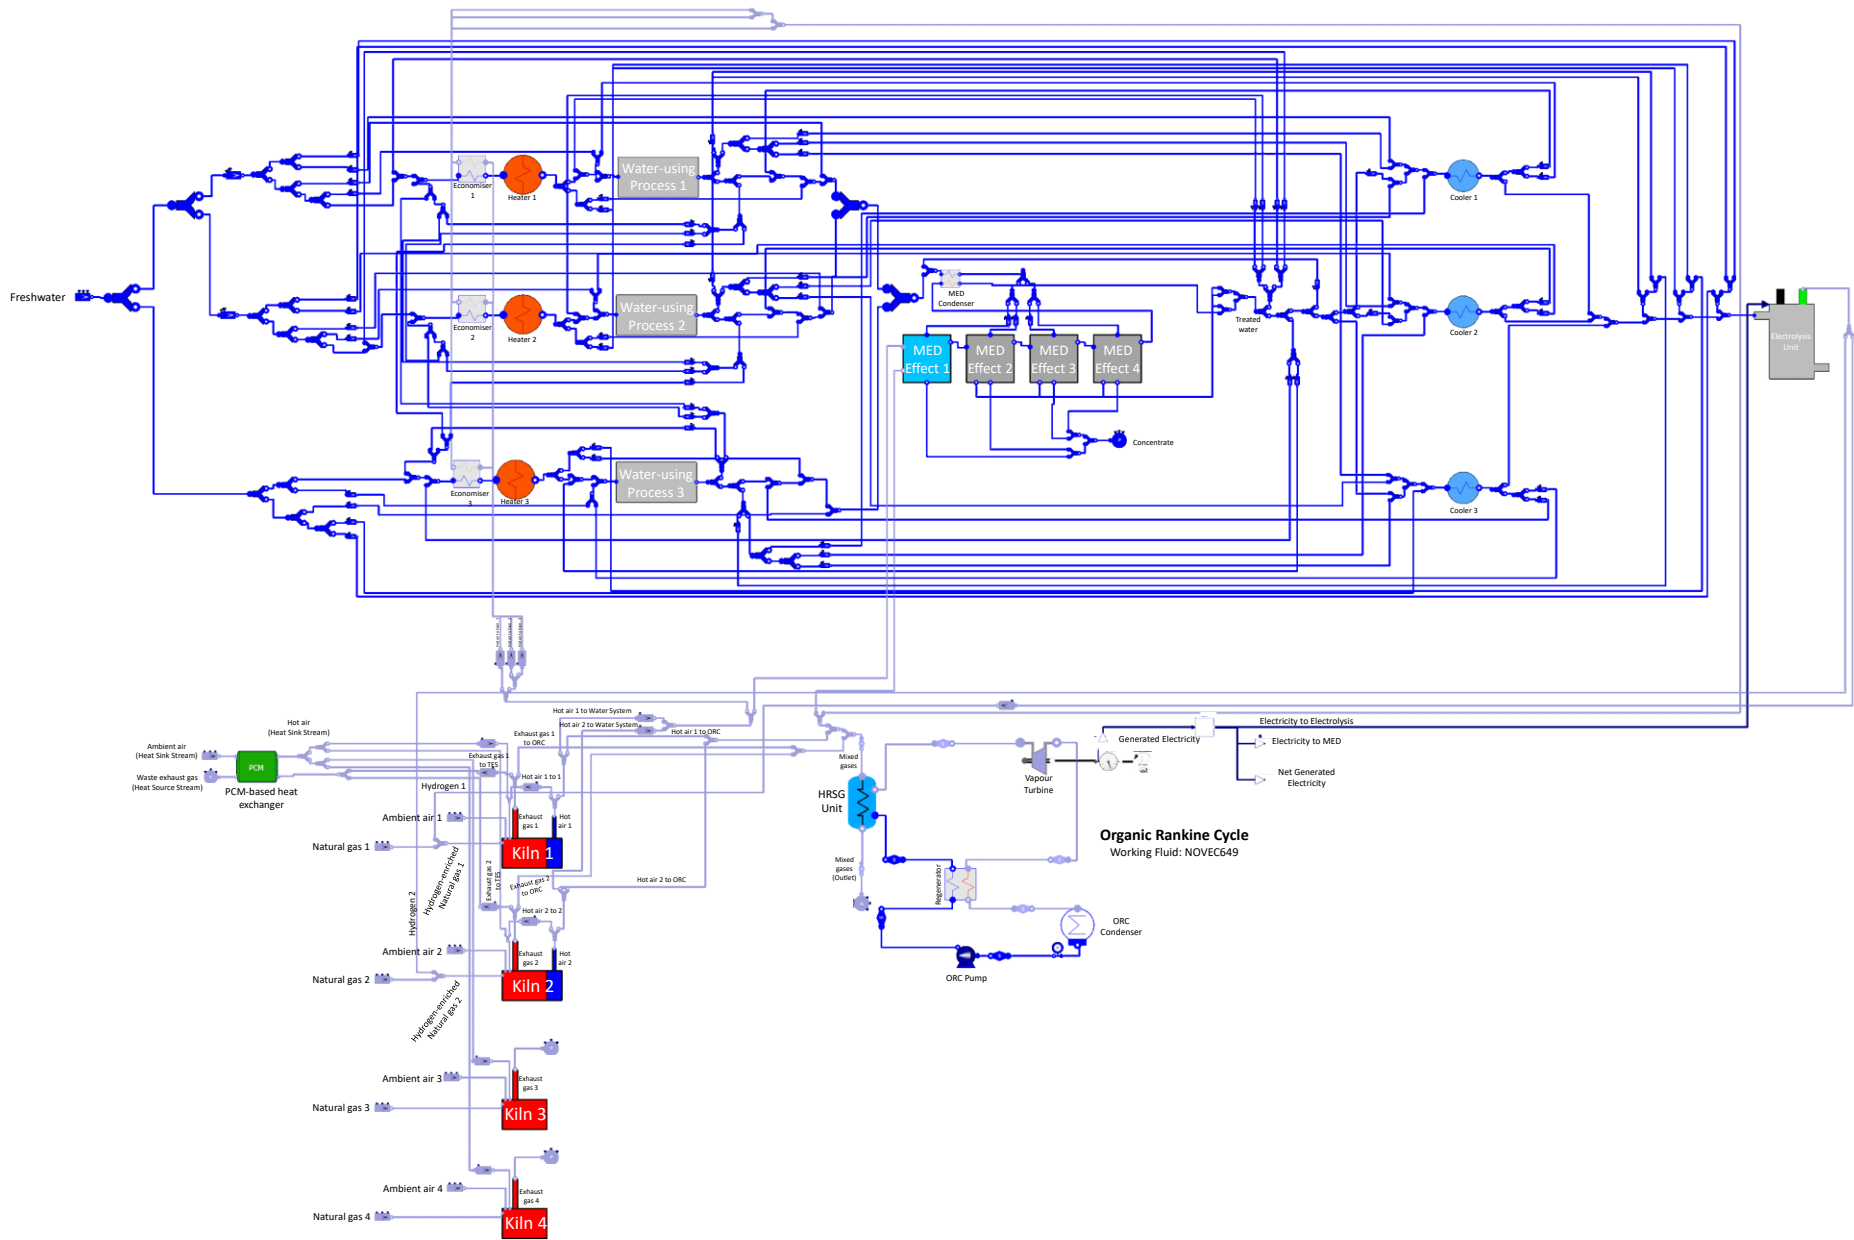 Economiser
1
Heater 1
Water-using
Process 1
Cooler 1
Freshwater
Economiser
2
Heater 2
Water-using
Process 2
MED
Condenser
MED
Effect 1
MED
Effect 2
MED
Effect 3
MED
Effect 4
Treated
water
Cooler 2
Electrolysis
Unit
Concentrate
Economiser
3
Heater 3
Water-using
Process 3
Cooler 3
Hot air
(Heat Sink Stream)
Ambient air
(Heat Sink Stream)
Waste exhaust gas
(Heat Source Stream)
PCM
PCM-based heat
exchanger
Hot air 1 to Water System
Hot air 2 to Water System
Hot air 1 to ORC
Exhaust gas 1
to ORC
Exhaust gas 1
to TES
Hot air 1 to 1
Hydrogen 1
Ambient air 1
Exhaust
gas 1
Hot
air 1
Natural gas 1
Kiln 1
Hydrogen-enriched
Natural gas 1
Exhaust gas 2
to TES
Exhaust gas 2
to ORC
Hot air 2 to ORC
Hot air 2 to 2
Hydrogen 2
Ambient air 2
Exhaust
gas 2
Hot
air 2
Natural gas 2
Kiln 2
Hydrogen-enriched
Natural gas 2
Ambient air 3
Exhaust
gas 3
Natural gas 3
Kiln 3
Ambient air 4
Exhaust
gas 4
Natural gas 4
Kiln 4
Mixed
gases
HRSG
Unit
Mixed
gases
(Outlet)
Vapour
Turbine
Generated Electricity
Electricity to Electrolysis
Electricity to MED
Net Generated
Electricity
Organic Rankine Cycle
Working Fluid: NOVEC649
Regenerator
ORC
Condenser
ORC Pump